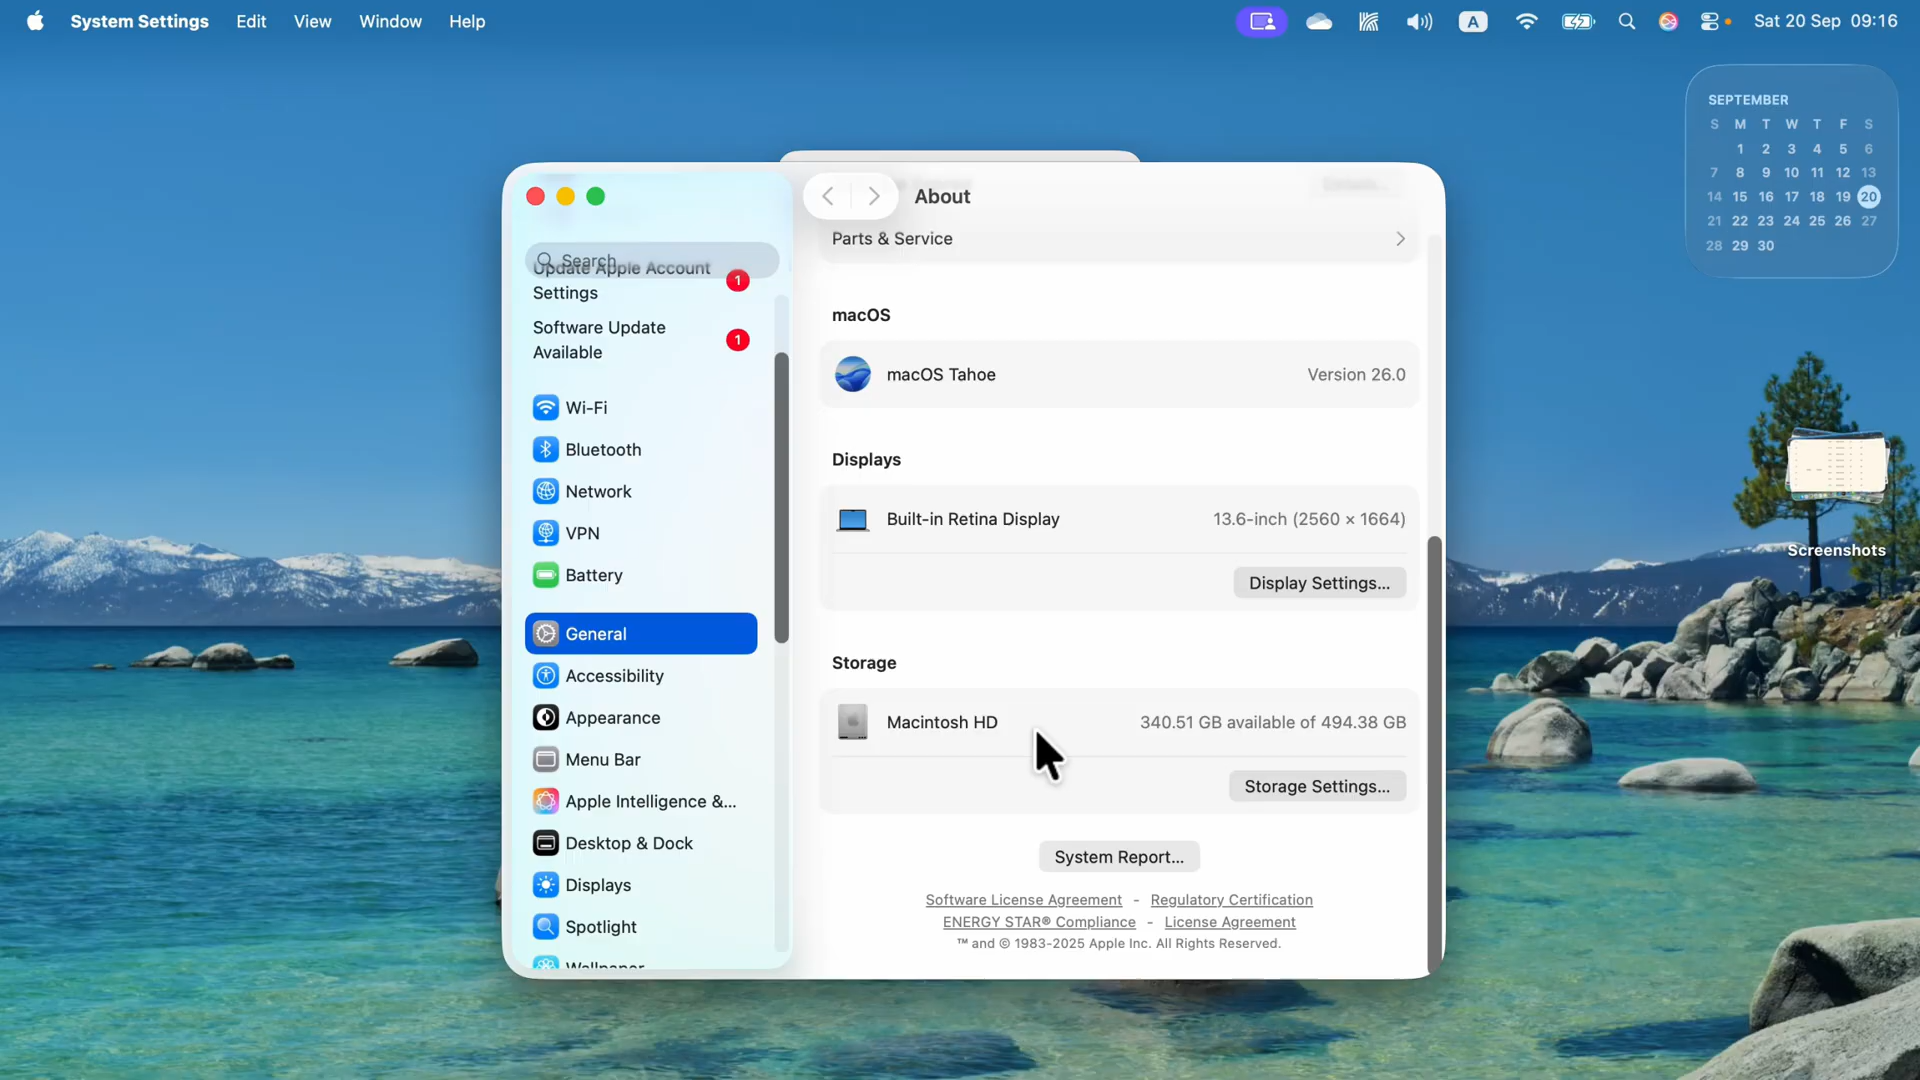 System Settings Edit View Window Help
A
Sat 20 Sep 09:16
SEPTEMBER
S M T W T F S
1 2 3 4 5 6
7 8 9 10 11 12 13
14 15 16 17 18 19 20
21 22 23 24 25 26 27
28 29 30
Screenshots
Search
Update Apple Account
Settings
1
Software Update
Available
1
Wi-Fi
Bluetooth
Network
VPN
Battery
General
Accessibility
Appearance
Menu Bar
Apple Intelligence &...
Desktop & Dock
Displays
Spotlight
Wallpaper
About
Parts & Service
macOS
macOS Tahoe Version 26.0
Displays
Built-in Retina Display 13.6-inch (2560 × 1664)
Display Settings...
Storage
Macintosh HD 340.51 GB available of 494.38 GB
Storage Settings...
System Report...
Software License Agreement - Regulatory Certification
ENERGY STAR® Compliance - License Agreement
™ and © 1983-2025 Apple Inc. All Rights Reserved.